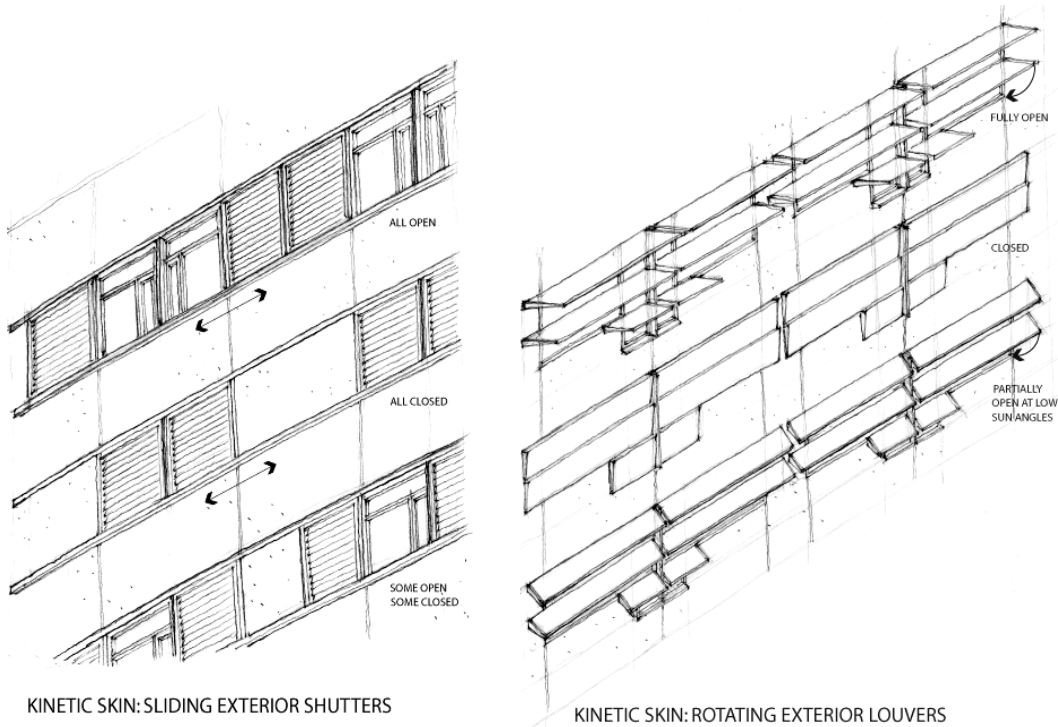 ALL OPEN
ALL CLOSED
SOME OPEN
SOME CLOSED
KINETIC SKIN: SLIDING EXTERIOR SHUTTERS
FULLY OPEN
CLOSED
PARTIALLY
OPEN AT LOW
SUN ANGLES
KINETIC SKIN: ROTATING EXTERIOR LOUVERS